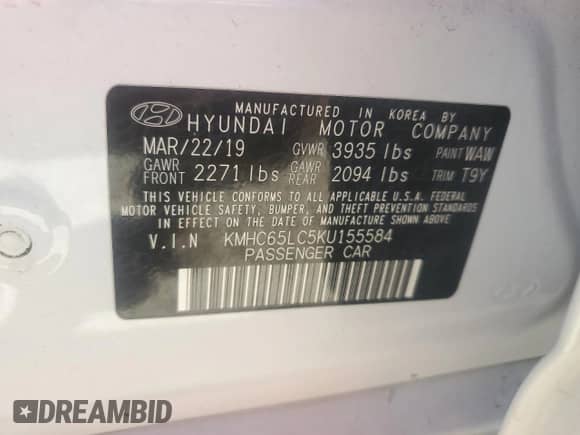 MANUFACTURED IN KOREA BY
HYUNDAI MOTOR COMPANY
MAR/22/19 GVWR 3935 lbs PAINT WAW
GAWR FRONT 2271 lbs GAWR REAR 2094 lbs TRIM T9Y
THIS VEHICLE CONFORMS TO ALL APPLICABLE U.S.A. FEDERAL
MOTOR VEHICLE SAFETY, BUMPER, AND THEFT PREVENTION STANDARDS
IN EFFECT ON THE DATE OF MANUFACTURE SHOWN ABOVE
V.I.N KMHC65LC5KU155584
PASSENGER CAR
DREAMBID